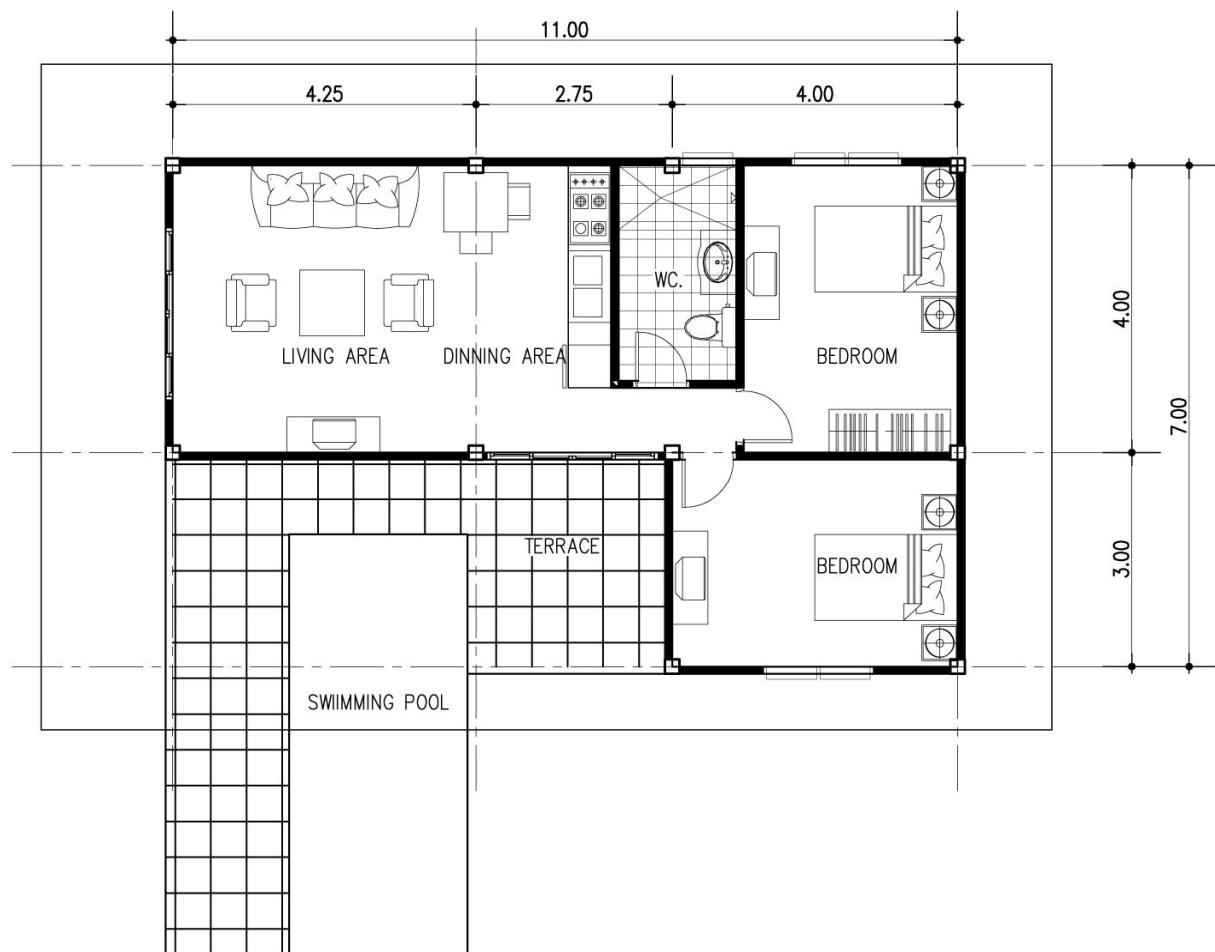 11.00
4.25
2.75
4.00
WC.
LIVING AREA
DINNING AREA
BEDROOM
4.00
7.00
TERRACE
BEDROOM
3.00
SWIIMMING POOL